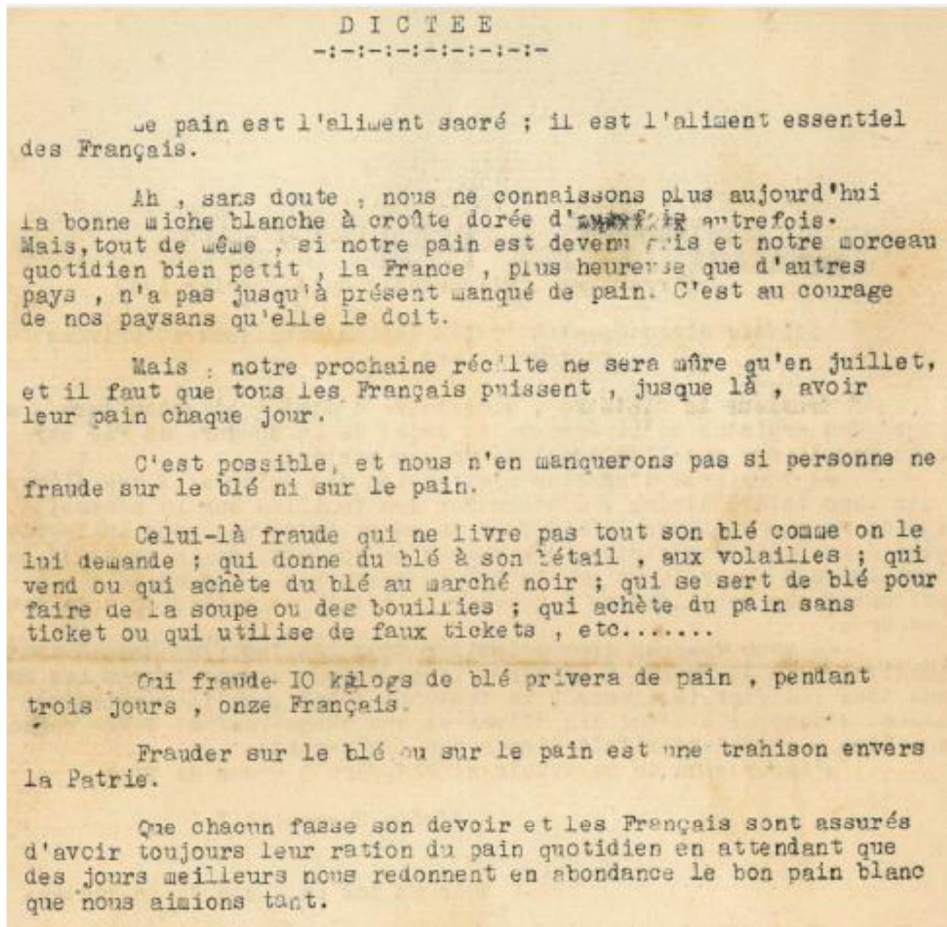 D I C T E E
-:-:-:-:-:-:-:-:-
Le pain est l'aliment sacré ; il est l'aliment essentiel
des Français.
Ah , sans doute , nous ne connaissons plus aujourd'hui
la bonne miche blanche à croûte dorée d' autrefois.
Mais,tout de même , si notre pain est devenu gris et notre morceau
quotidien bien petit , la France , plus heureuse que d'autres
pays , n'a pas jusqu'à présent manqué de pain. C'est au courage
de nos paysans qu'elle le doit.
Mais , notre prochaine récolte ne sera mûre qu'en juillet,
et il faut que tous les Français puissent , jusque là , avoir
leur pain chaque jour.
C'est possible, et nous n'en manquerons pas si personne ne
fraude sur le blé ni sur le pain.
Celui-là fraude qui ne livre pas tout son blé comme on le
lui demande ; qui donne du blé à son bétail , aux volailles ; qui
vend ou qui achète du blé au marché noir ; qui se sert de blé pour
faire de la soupe ou des bouillies ; qui achète du pain sans
ticket ou qui utilise de faux tickets , etc........
Qui fraude 10 kilogs de blé privera de pain , pendant
trois jours , onze Français.
Frauder sur le blé ou sur le pain est une trahison envers
la Patrie.
Que chacun fasse son devoir et les Français sont assurés
d'avoir toujours leur ration du pain quotidien en attendant que
des jours meilleurs nous redonnent en abondance le bon pain blanc
que nous aimions tant.